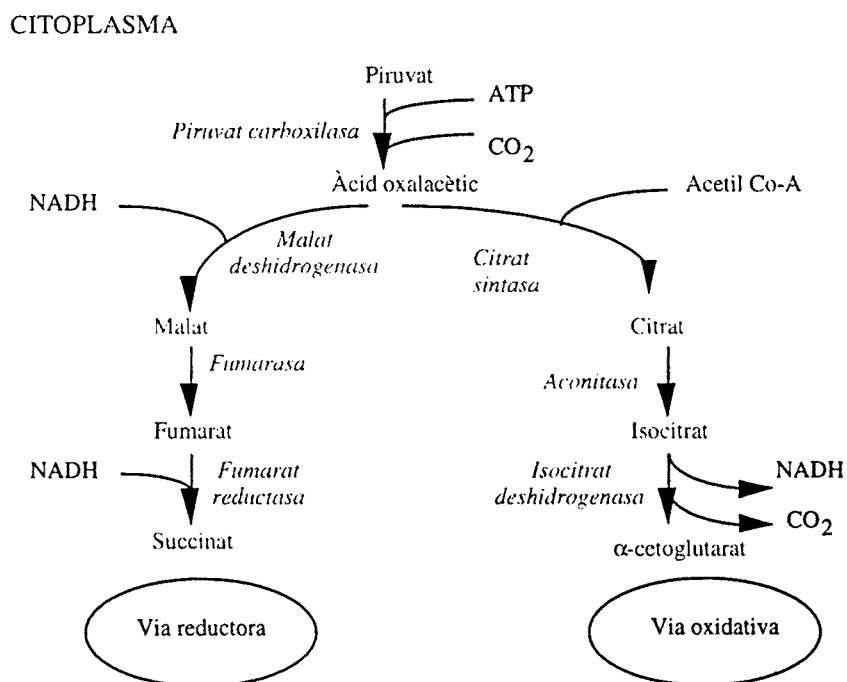 CITOPLASMA
Piruvat
ATP
Piruvat carboxilasa
CO2
Àcid oxalacètic
Acetil Co-A
NADH
Malat
deshidrogenasa
Citrat
sintasa
Malat
Citrat
Fumarasa
Aconitasa
Fumarat
Isocitrat
NADH
Fumarat
reductasa
Isocitrat
deshidrogenasa
NADH
CO2
Succinat
α-cetoglutarat
Via reductora
Via oxidativa